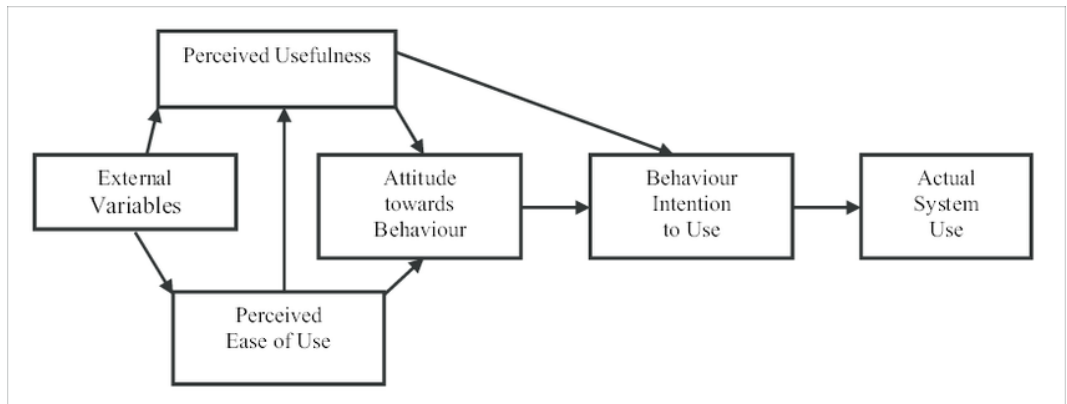 Perceived Usefulness
External
Variables
Attitude
towards
Behaviour
Behaviour
Intention
to Use
Actual
System
Use
Perceived
Ease of Use